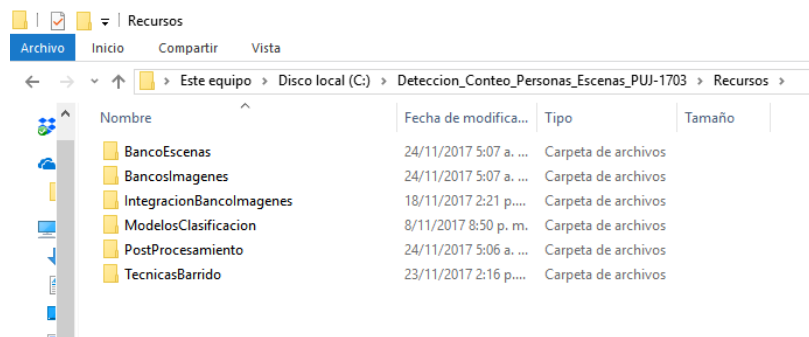 Recursos
Archivo Inicio Compartir Vista
Este equipo > Disco local (C:) > Deteccion_Conteo_Personas_Escenas_PUJ-1703 > Recursos >
Nombre Fecha de modifica... Tipo Tamaño
BancoEscenas 24/11/2017 5:07 a. ... Carpeta de archivos
BancosImagenes 24/11/2017 5:07 a. ... Carpeta de archivos
IntegracionBancoImagenes 18/11/2017 2:21 p.... Carpeta de archivos
ModelosClasificacion 8/11/2017 8:50 p. m. Carpeta de archivos
PostProcesamiento 24/11/2017 5:06 a. ... Carpeta de archivos
TecnicasBarrido 23/11/2017 2:16 p.... Carpeta de archivos